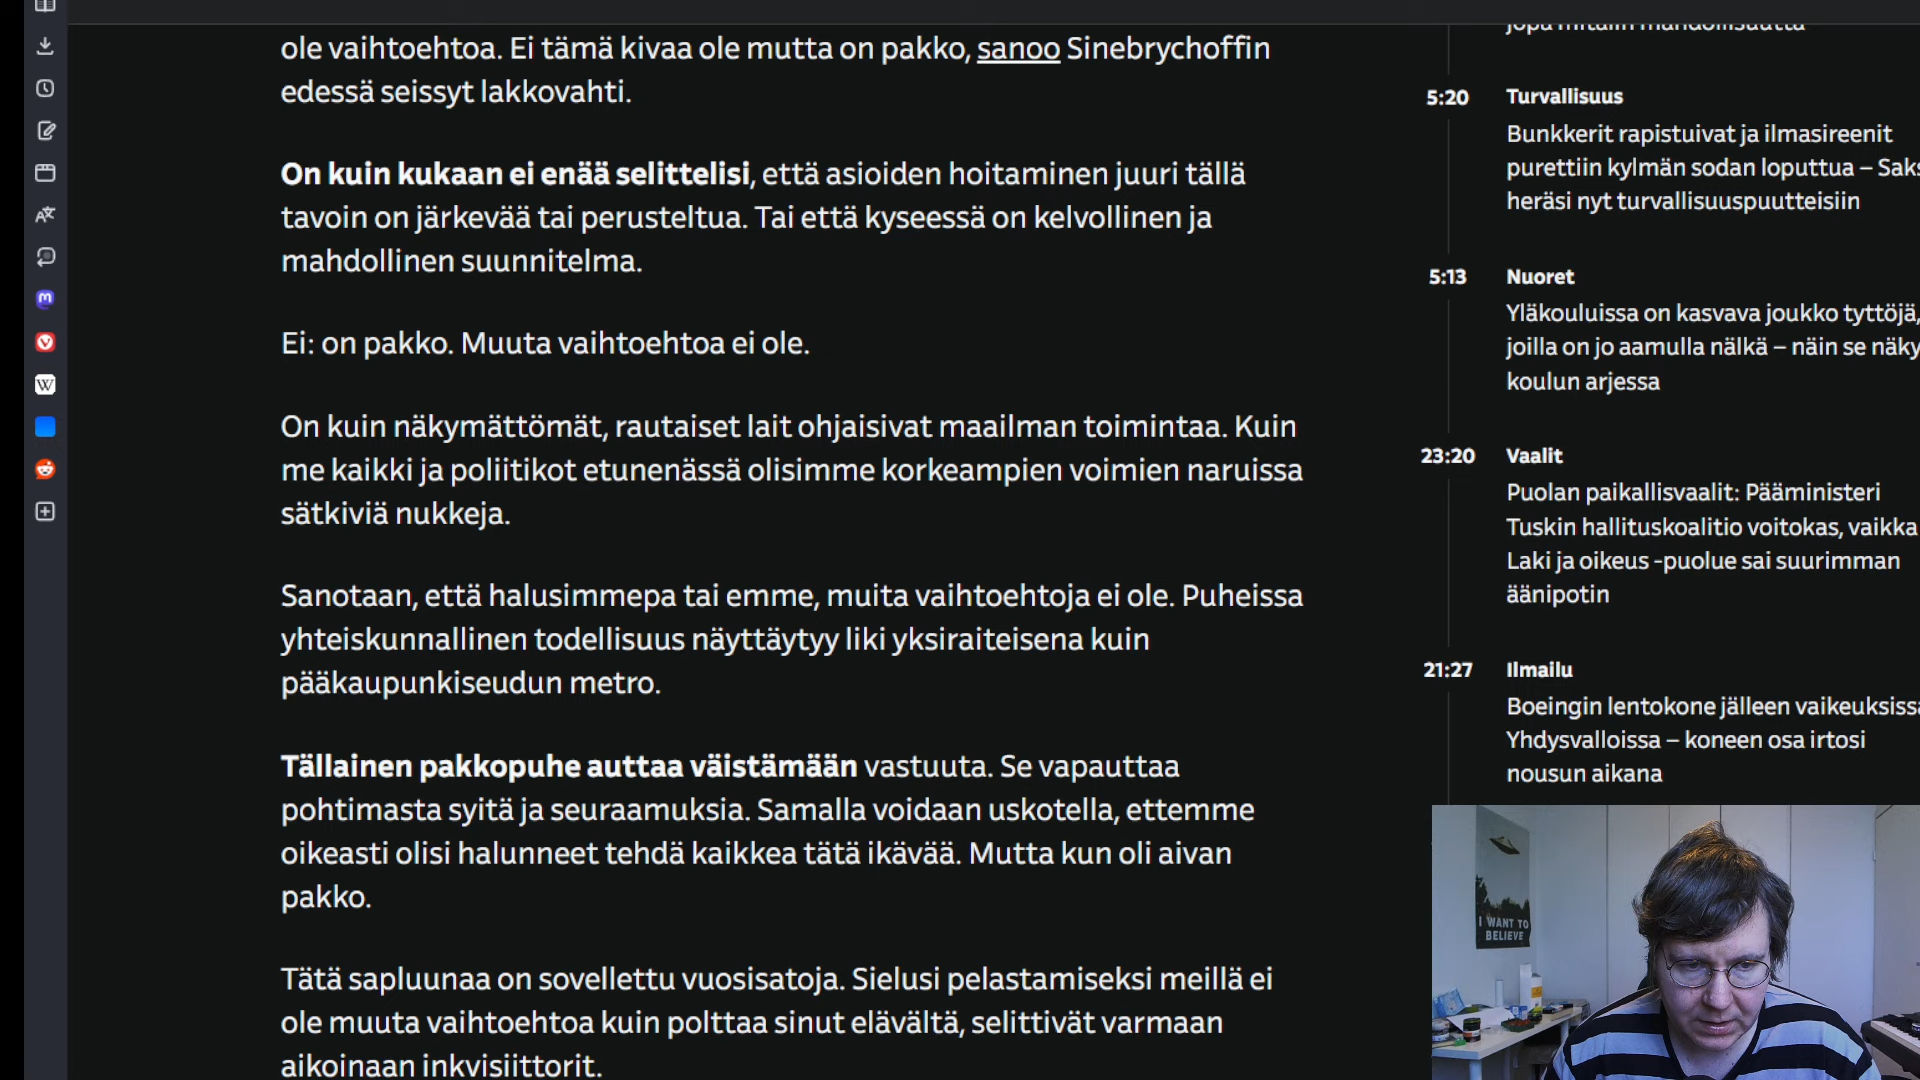 ole vaihtoehtoa. Ei tämä kivaa ole mutta on pakko, sanoo Sinebrychoffin
edessä seissyt lakkovahti.
On kuin kukaan ei enää selittelisi, että asioiden hoitaminen juuri tällä
tavoin on järkevää tai perusteltua. Tai että kyseessä on kelvollinen ja
mahdollinen suunnitelma.
Ei: on pakko. Muuta vaihtoehtoa ei ole.
On kuin näkymättömät, rautaiset lait ohjaisivat maailman toimintaa. Kuin
me kaikki ja poliitikot etunenässä olisimme korkeampien voimien naruissa
sätkiviä nukkeja.
Sanotaan, että halusimmepa tai emme, muita vaihtoehtoja ei ole. Puheissa
yhteiskunnallinen todellisuus näyttäytyy liki yksiraiteisena kuin
pääkaupunkiseudun metro.
Tällainen pakkopuhe auttaa väistämään vastuuta. Se vapauttaa
pohtimasta syitä ja seuraamuksia. Samalla voidaan uskotella, ettemme
oikeasti olisi halunneet tehdä kaikkea tätä ikävää. Mutta kun oli aivan
pakko.
Tätä sapluunaa on sovellettu vuosisatoja. Sielusi pelastamiseksi meillä ei
ole muuta vaihtoehtoa kuin polttaa sinut elävältä, selittivät varmaan
aikoinaan inkvisiittorit.
jopa mitään mahdollisuutta
5:20 Turvallisuus
Bunkkerit rapistuivat ja ilmasireenit
purettiin kylmän sodan loputtua – Saks
heräsi nyt turvallisuuspuutteisiin
5:13 Nuoret
Yläkouluissa on kasvava joukko tyttöjä,
joilla on jo aamulla nälkä – näin se näky
koulun arjessa
23:20 Vaalit
Puolan paikallisvaalit: Pääministeri
Tuskin hallituskoalitio voitokas, vaikka
Laki ja oikeus -puolue sai suurimman
äänipotin
21:27 Ilmailu
Boeingin lentokone jälleen vaikeuksissa
Yhdysvalloissa – koneen osa irtosi
nousun aikana
I WANT TO
BELIEVE